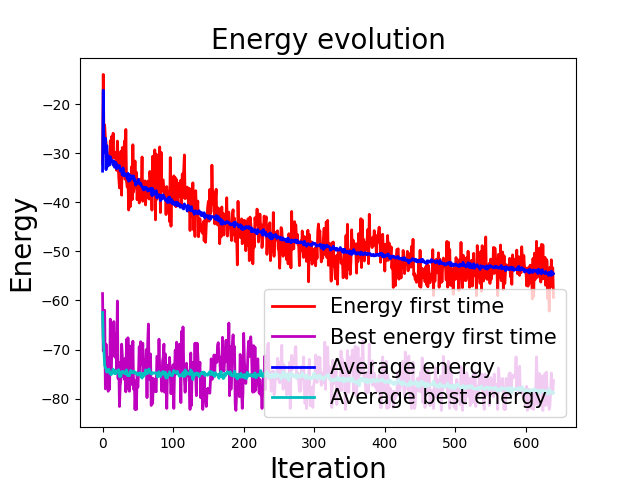 Energy evolution
Energy
−20
−30
−40
−50
−60
−70
−80
Energy first time
Best energy first time
Average energy
Average best energy
0 100 200 300 400 500 600
Iteration